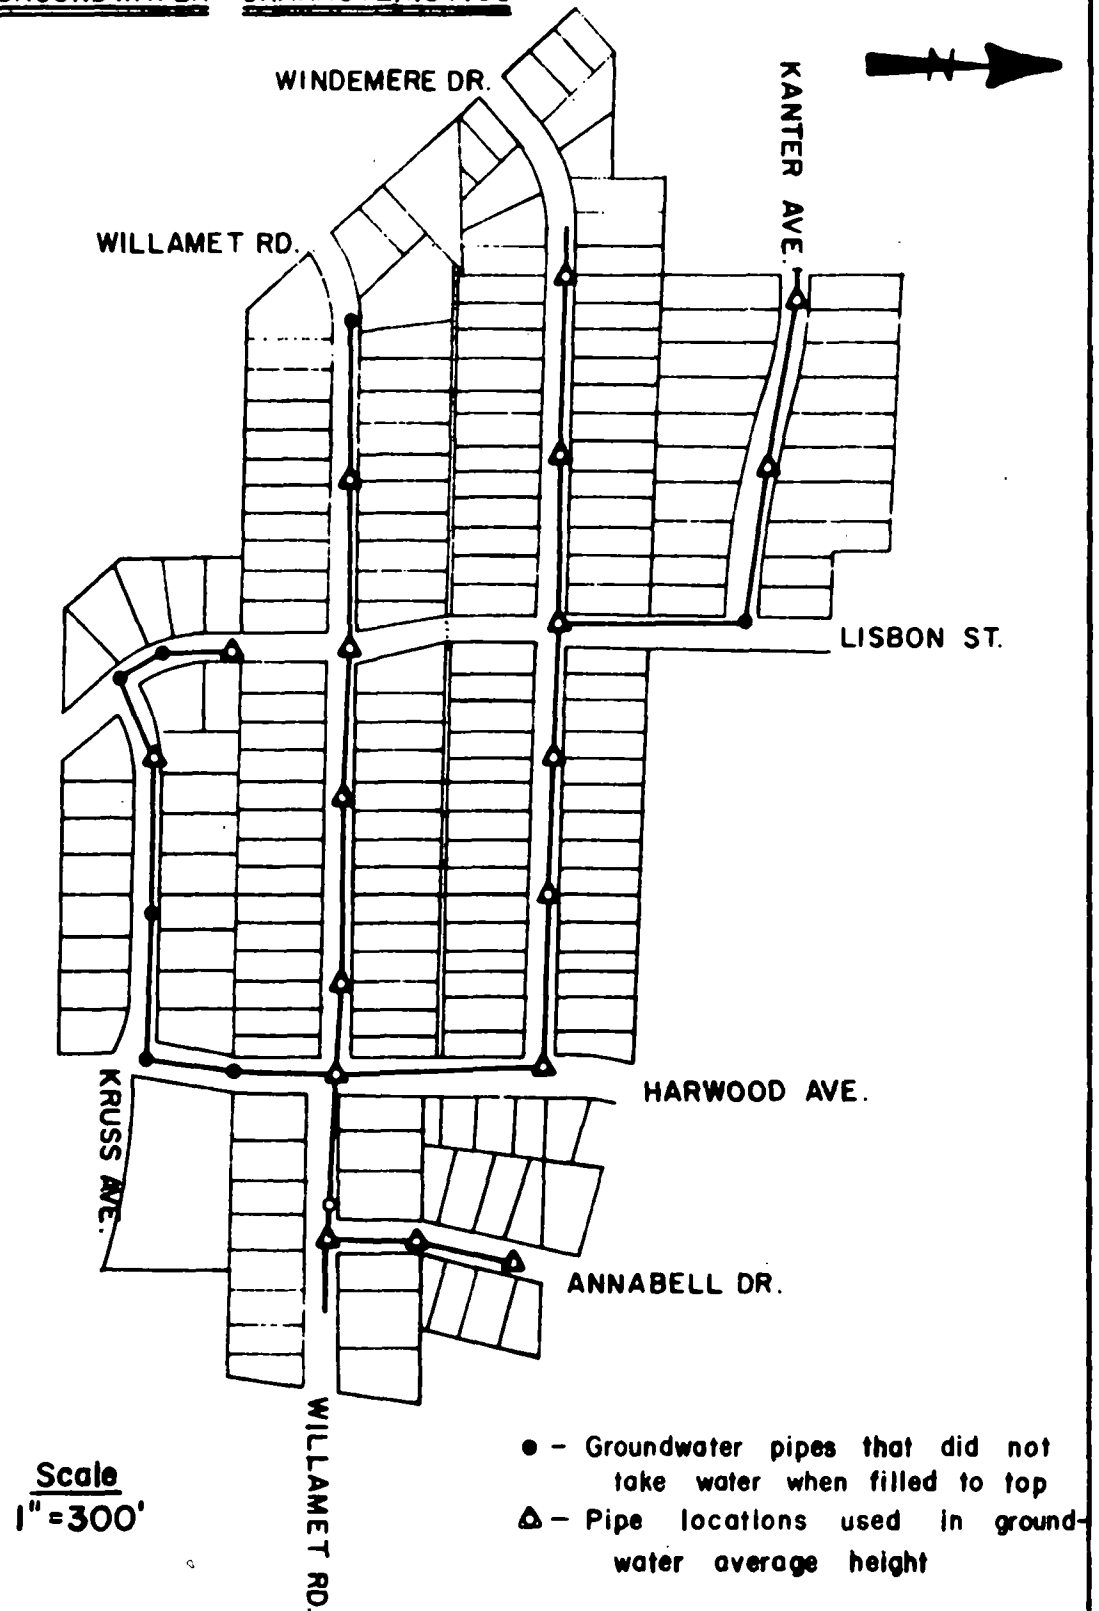 WINDEMERE DR.
N
KANTER AVE.
WILLAMET RD.
LISBON ST.
HARWOOD AVE.
KRUSS AVE.
ANNABELL DR.
WILLAMET RD.
Scale
1"=300'
● - Groundwater pipes that did not
take water when filled to top
△ - Pipe locations used in ground-
water average height